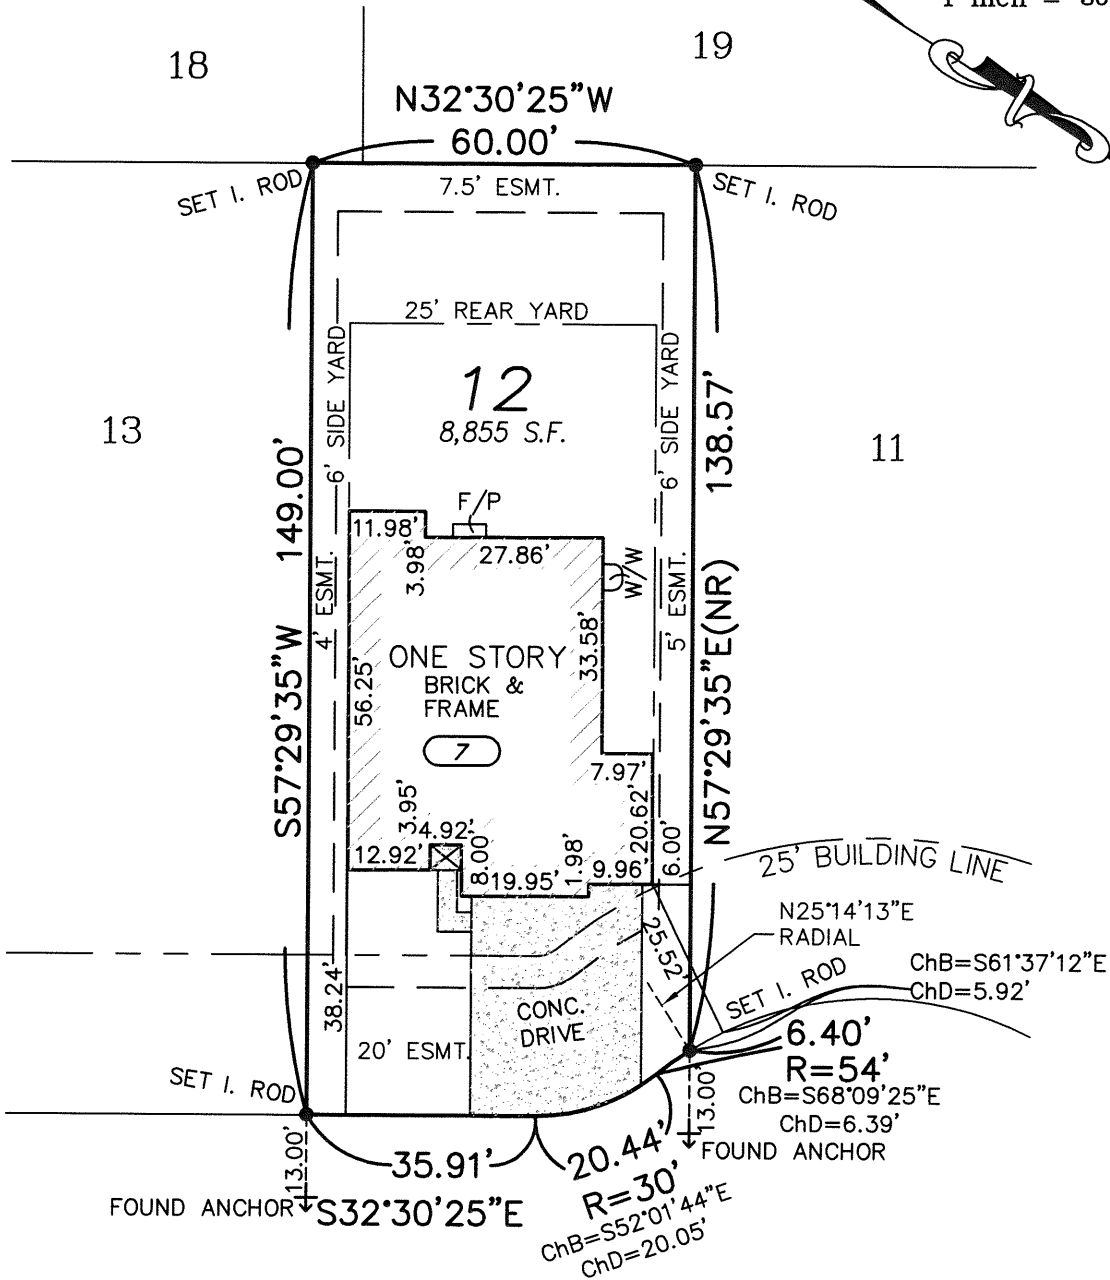 18
19
N32°30'25"W
60.00'
SET I. ROD
7.5' ESMT.
SET I. ROD
25' REAR YARD
6' SIDE YARD
6' SIDE YARD
12
8,855 S.F.
13
11
149.00'
S57°29'35"W
138.57'
N57°29'35"E(NR)
F/P
11.98'
3.98'
27.86'
W/W
4' ESMT.
5' ESMT.
33.58'
56.25'
ONE STORY
BRICK &
FRAME
7
7.97'
20.62'
3.95'
4.92'
12.92'
8.00'
19.95'
1.98'
9.96'
6.00'
25' BUILDING LINE
N25°14'13"E
RADIAL
25.52'
SET I. ROD
ChB=S61°37'12"E
ChD=5.92'
38.24'
CONC.
DRIVE
20' ESMT.
6.40'
R=54'
ChB=S68°09'25"E
ChD=6.39'
SET I. ROD
13.00'
FOUND ANCHOR
13.00'
FOUND ANCHOR
35.91'
S32°30'25"E
20.44'
R=30'
ChB=S52°01'44"E
ChD=20.05'